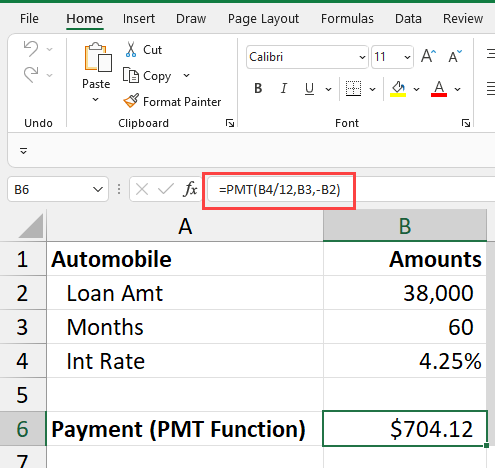 File Home Insert Draw Page Layout Formulas Data Review
Cut
Calibri 11 A A
Copy
Paste
B I U A
Format Painter
Undo Clipboard Font
B6 fx =PMT(B4/12,B3,-B2)
A B
1 Automobile Amounts
2 Loan Amt 38,000
3 Months 60
4 Int Rate 4.25%
5
6 Payment (PMT Function) $704.12
7